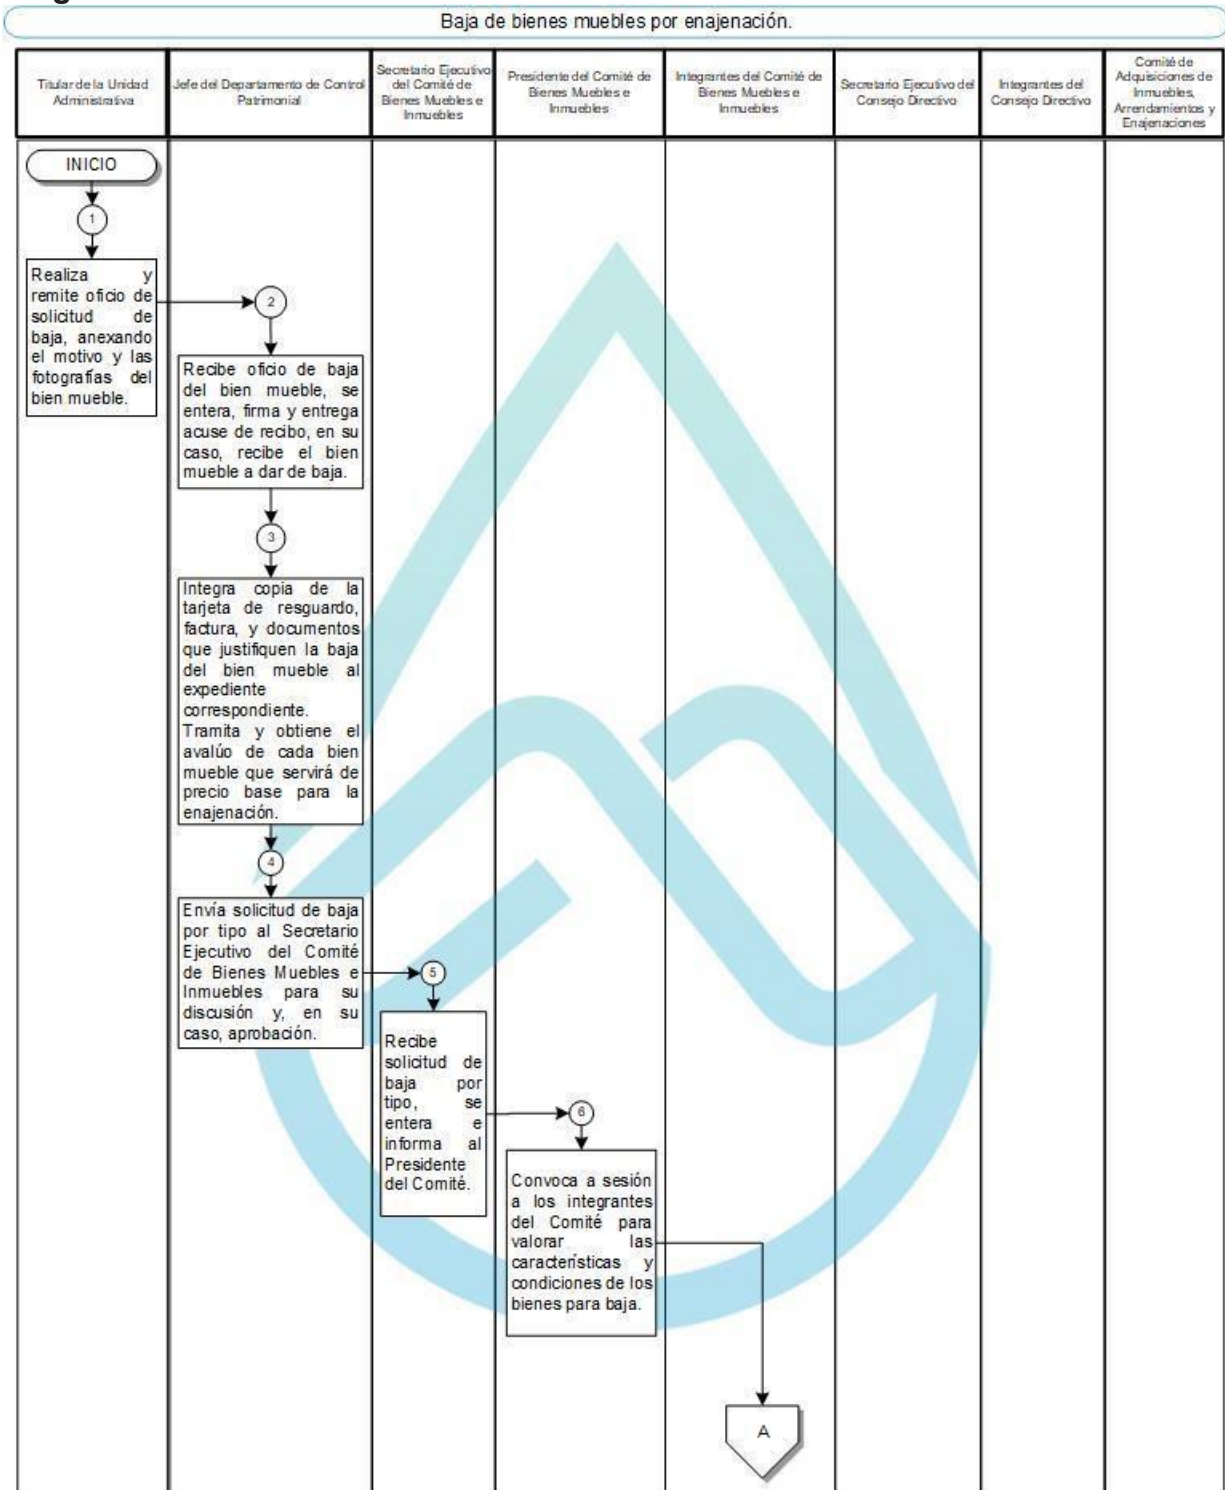 Baja de bienes muebles por enajenación.
Titular de la Unidad
Administrativa
Jefe del Departamento de Control
Patrimonial
Secretario Ejecutivo
del Comité de
Bienes Muebles e
Inmuebles
Presidente del Comité de
Bienes Muebles e
Inmuebles
Integrantes del Comité de
Bienes Muebles e
Inmuebles
Secretario Ejecutivo del
Consejo Directivo
Integrantes del
Consejo Directivo
Comité de
Adquisiciones de
Inmuebles,
Arrendamientos y
Enajenaciones
INICIO
1
Realiza y
remite oficio de
solicitud de
baja, anexando
el motivo y las
fotografías del
bien mueble.
2
Recibe oficio de baja
del bien mueble, se
entera, firma y entrega
acuse de recibo, en su
caso, recibe el bien
mueble a dar de baja.
3
Integra copia de la
tarjeta de resguardo,
factura, y documentos
que justifiquen la baja
del bien mueble al
expediente
correspondiente.
Tramita y obtiene el
avalúo de cada bien
mueble que servirá de
precio base para la
enajenación.
4
Envía solicitud de baja
por tipo al Secretario
Ejecutivo del Comité
de Bienes Muebles e
Inmuebles para su
discusión y, en su
caso, aprobación.
5
Recibe
solicitud de
baja por
tipo, se
entera e
informa al
Presidente
del Comité.
6
Convoca a sesión
a los integrantes
del Comité para
valorar las
características y
condiciones de los
bienes para baja.
A